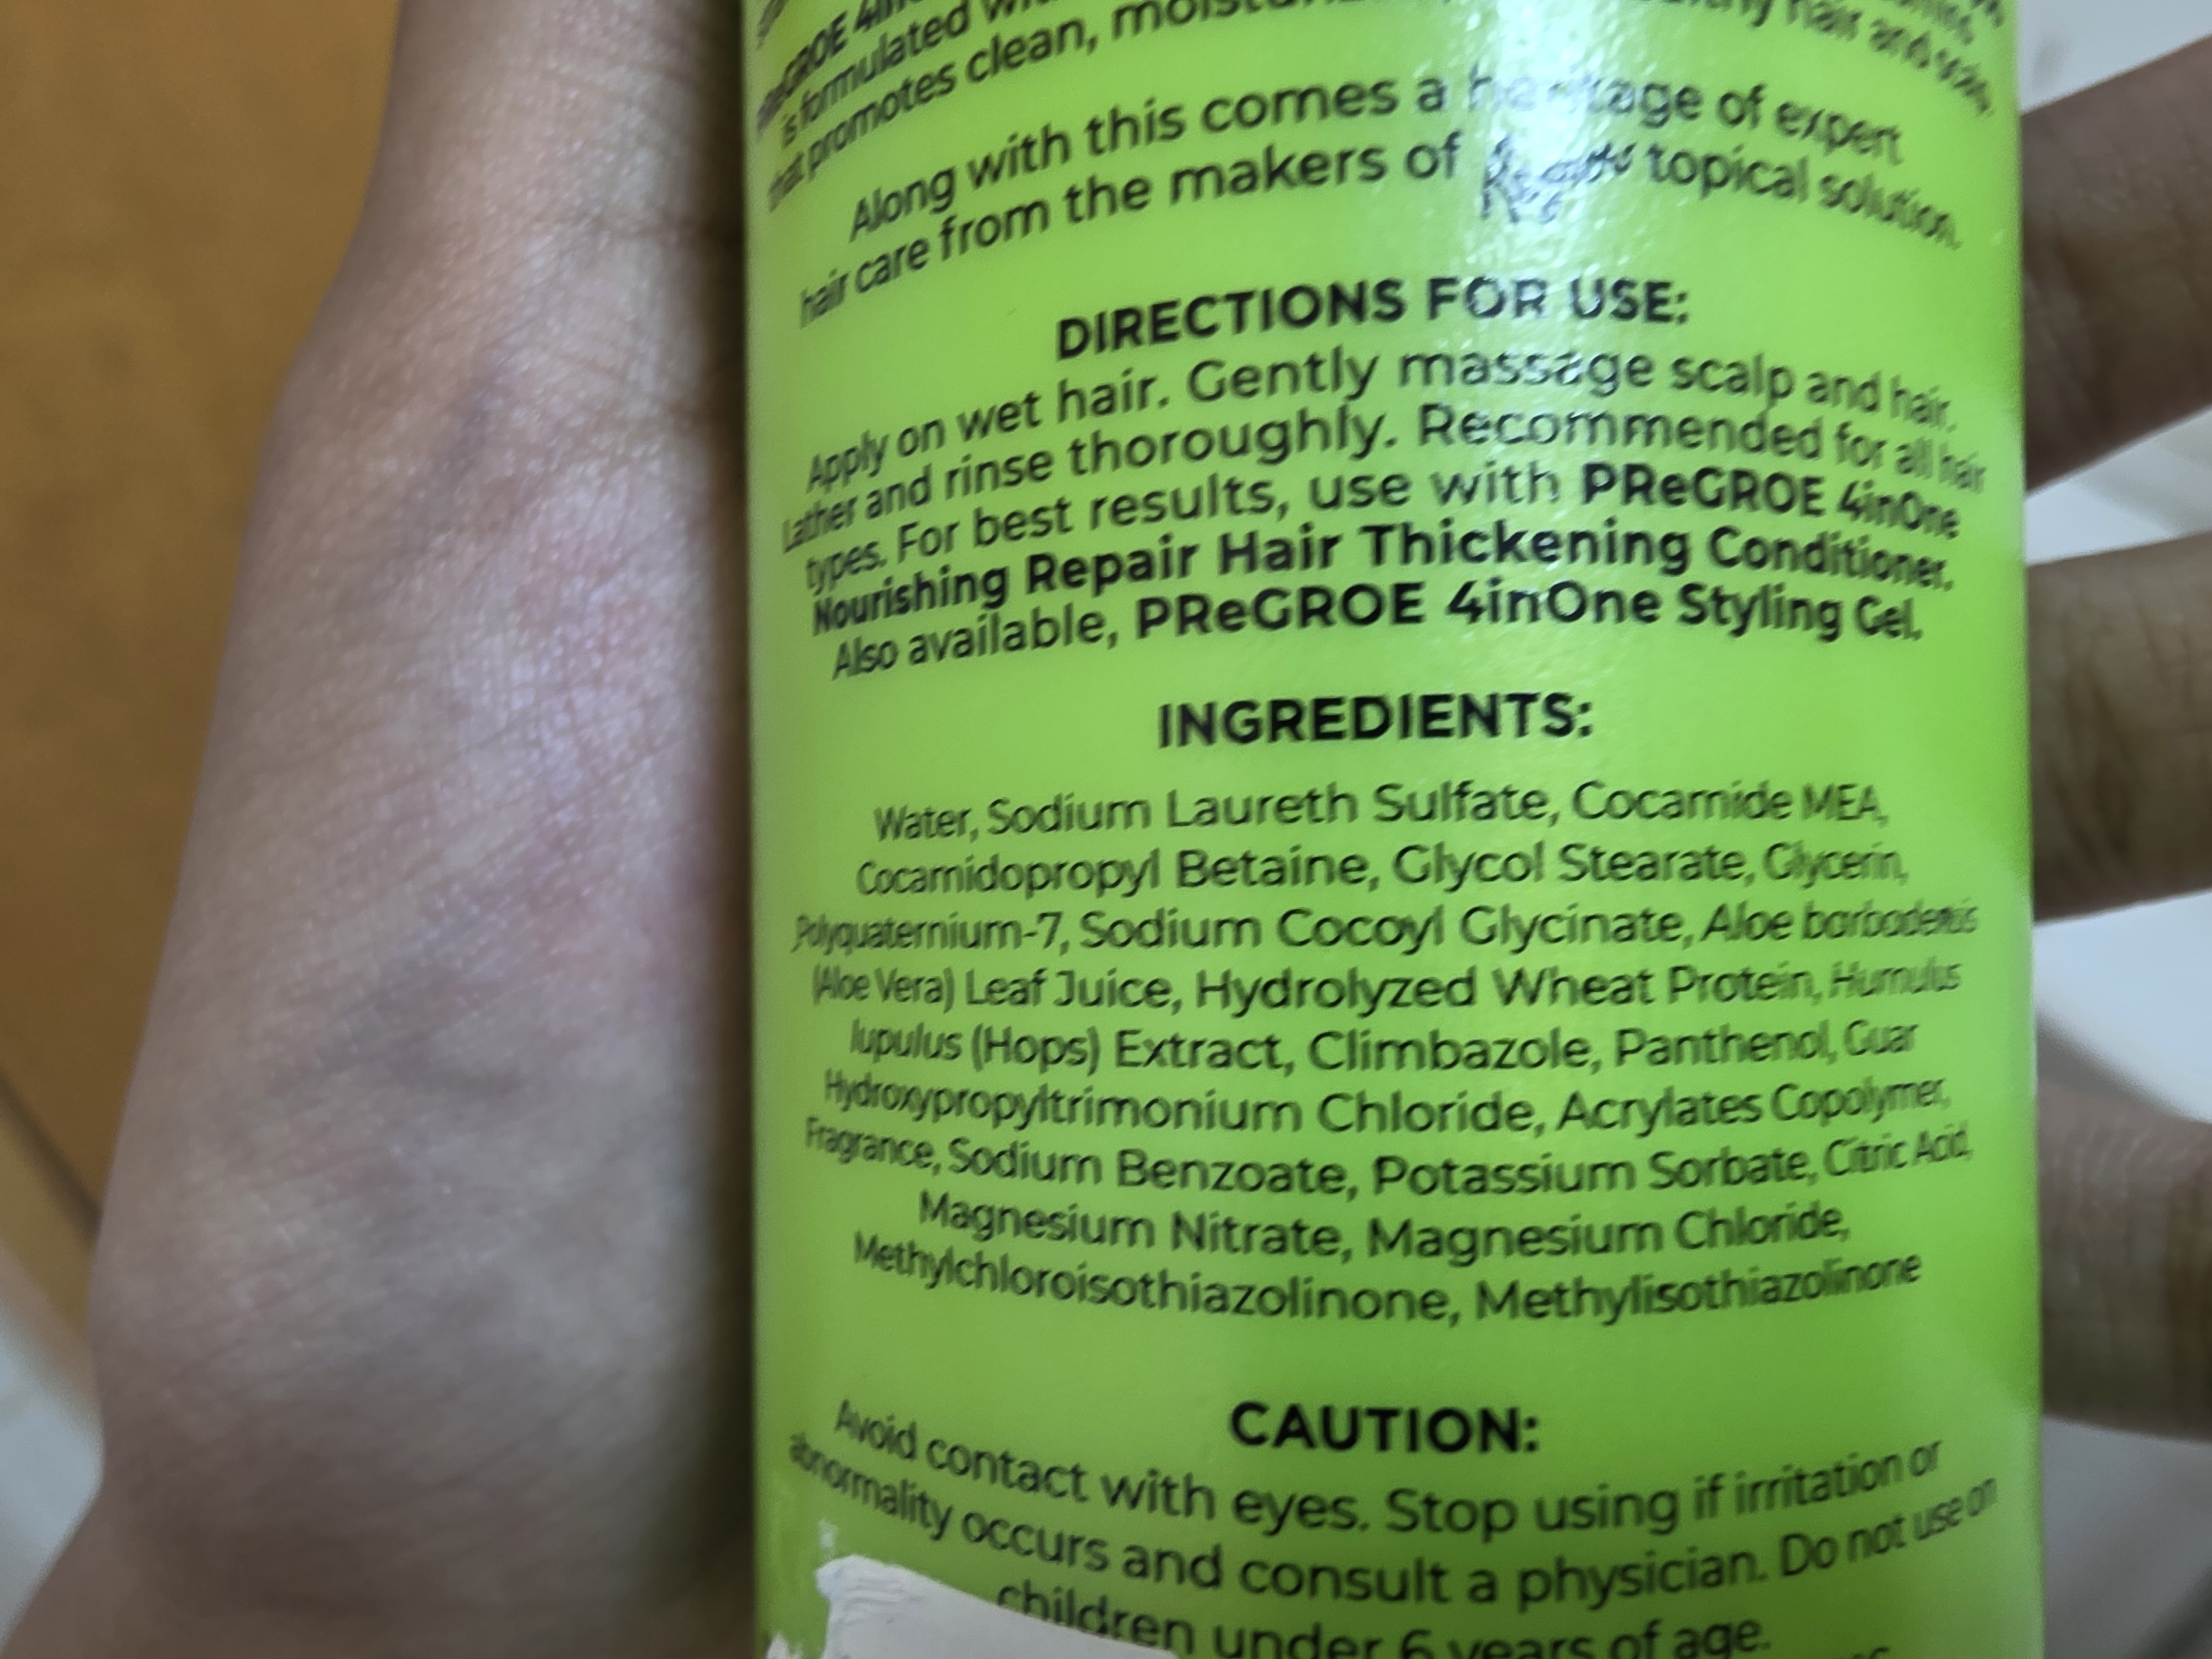 PReGROE
is formulated
that promotes clean,
hair and scalp.
Along with this comes a heritage of expert
hair care from the makers of topical solution.
DIRECTIONS FOR USE:
Apply on wet hair. Gently massage scalp and hair.
Lather and rinse thoroughly. Recommended for all hair
types. For best results, use with PReGROE 4inOne
Nourishing Repair Hair Thickening Conditioner.
Also available, PReGROE 4inOne Styling Gel.
INGREDIENTS:
Water, Sodium Laureth Sulfate, Cocamide MEA,
Cocamidopropyl Betaine, Glycol Stearate, Glycerin,
Polyquaternium-7, Sodium Cocoyl Glycinate, Aloe barbadensis
(Aloe Vera) Leaf Juice, Hydrolyzed Wheat Protein, Humulus
lupulus (Hops) Extract, Climbazole, Panthenol, Guar
Hydroxypropyltrimonium Chloride, Acrylates Copolymer,
Fragrance, Sodium Benzoate, Potassium Sorbate, Citric Acid,
Magnesium Nitrate, Magnesium Chloride,
Methylchloroisothiazolinone, Methylisothiazolinone
CAUTION:
Avoid contact with eyes. Stop using if irritation or
abnormality occurs and consult a physician. Do not use on
children under 6 years of age.